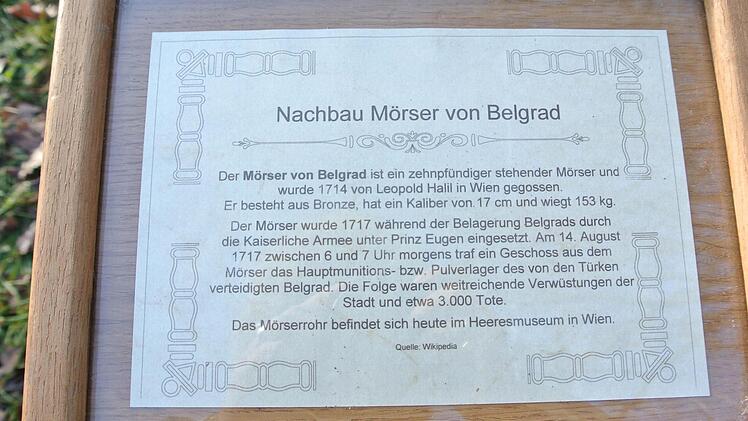 Nachbau Mörser von Belgrad
Der Mörser von Belgrad ist ein zehnpfündiger stehender Mörser und
wurde 1714 von Leopold Halil in Wien gegossen.
Er besteht aus Bronze, hat ein Kaliber von 17 cm und wiegt 153 kg.
Der Mörser wurde 1717 während der Belagerung Belgrads durch
die Kaiserliche Armee unter Prinz Eugen eingesetzt. Am 14. August
1717 zwischen 6 und 7 Uhr morgens traf ein Geschoss aus dem
Mörser das Hauptmunitions- bzw. Pulverlager des von den Türken
verteidigten Belgrad. Die Folge waren weitreichende Verwüstungen der
Stadt und etwa 3.000 Tote.
Das Mörserrohr befindet sich heute im Heeresmuseum in Wien.
Quelle: Wikipedia